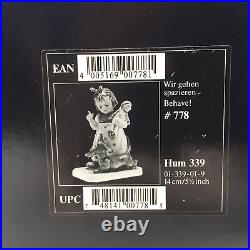 EAN
4 005169 007781
Wir gehen
spazieren
Behave!
# 778
Hum 339
01-339-01-9
14 cm/5½ inch
UPC
7 48141 00778